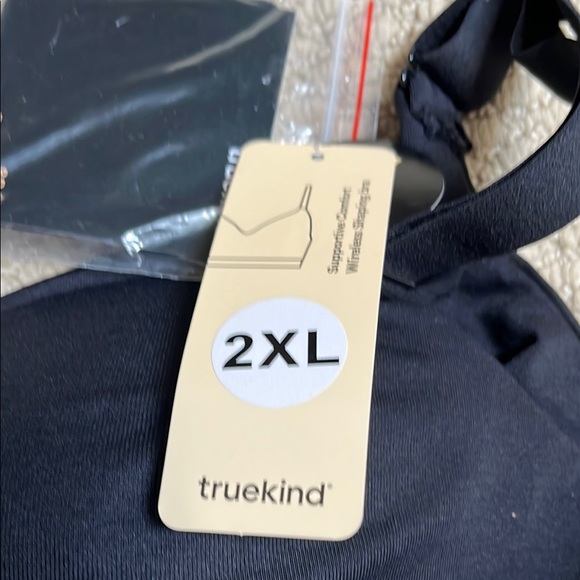 Supportive Comfort
Wireless Shaping Bra
2XL
truekind®